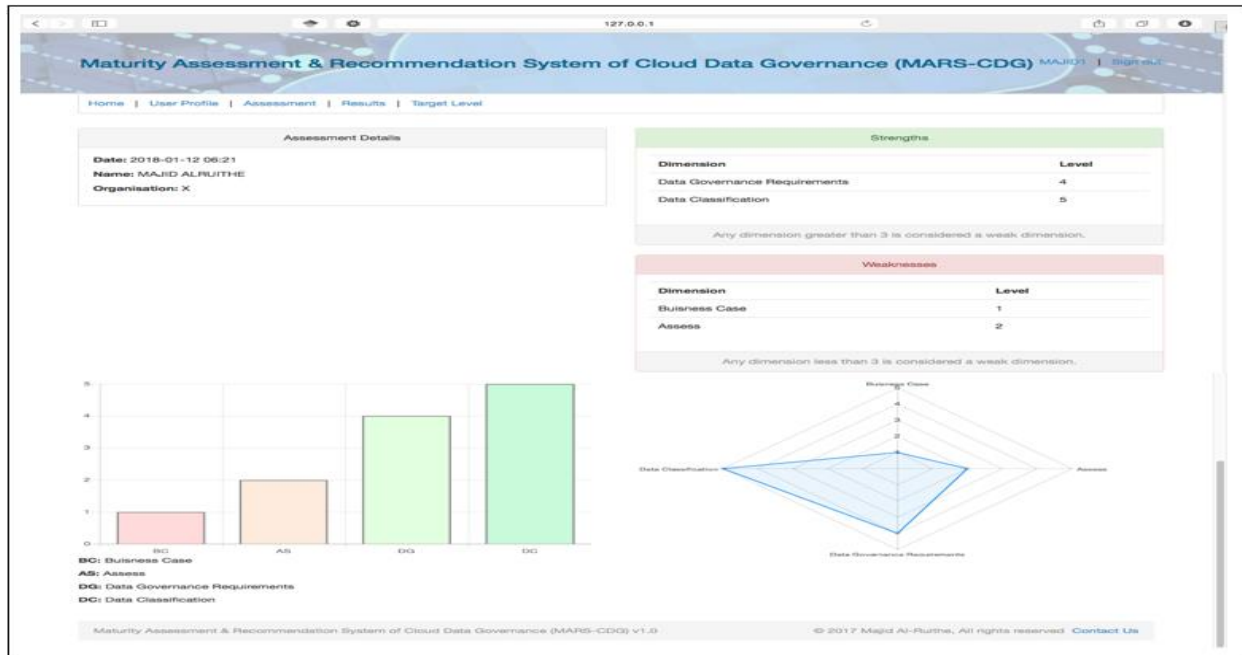 127.0.0.1
Maturity Assessment & Recommendation System of Cloud Data Governance (MARS-CDG) MAJID1 | Sign out
Home | User Profile | Assessment | Results | Target Level
Assessment Details
Date: 2018-01-12 06:21
Name: MAJID ALRUITHE
Organisation: X
Strengths
Dimension Level
Data Governance Requirements 4
Data Classification 5
Any dimension greater than 3 is considered a weak dimension.
Weaknesses
Dimension Level
Buisness Case 1
Assess 2
Any dimension less than 3 is considered a weak dimension.
5
4
3
2
1
0
BC AS DG DC
BC: Buisness Case
AS: Assess
DG: Data Governance Requirements
DC: Data Classification
Buisness Case
5
4
3
2
1
Data Classification
Assess
Data Governance Requirements
Maturity Assessment & Recommendation System of Cloud Data Governance (MARS-CDG) v1.0
© 2017 Majid Al-Ruithe, All rights reserved Contact Us